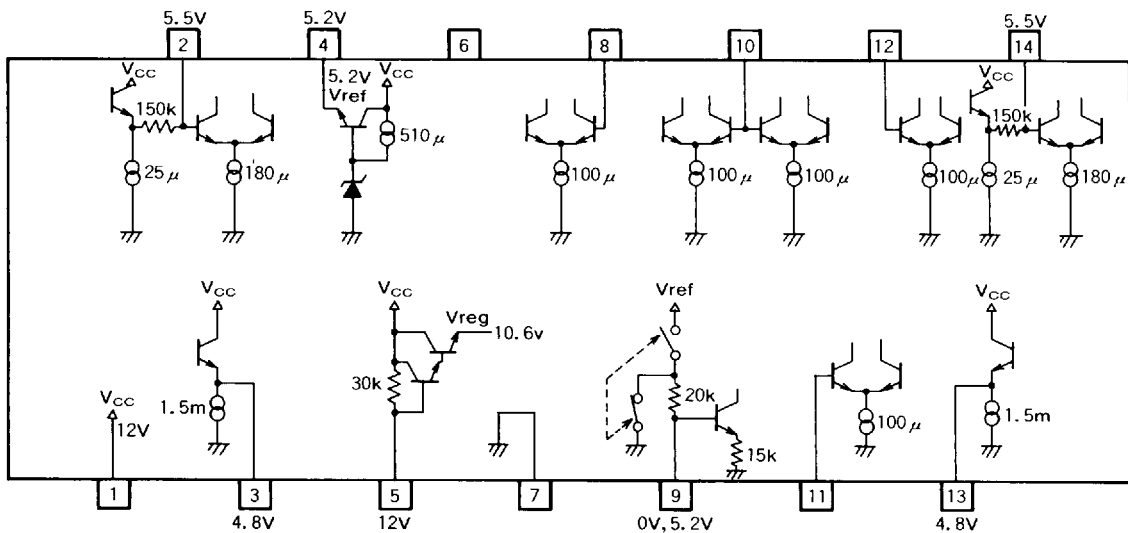 5.5V 5.2V 5.5V
2 4 6 8 10 12 14
VCC 5.2V VCC VCC
Vref
150k 510μ 150k
25μ 180μ 100μ 100μ 100μ 100μ 25μ 180μ
VCC VCC Vref VCC
Vreg 10.6v
VCC 30k 20k
12V 1.5m 100μ 1.5m
15k
1 3 5 7 9 11 13
4.8V 12V 0V, 5.2V 4.8V